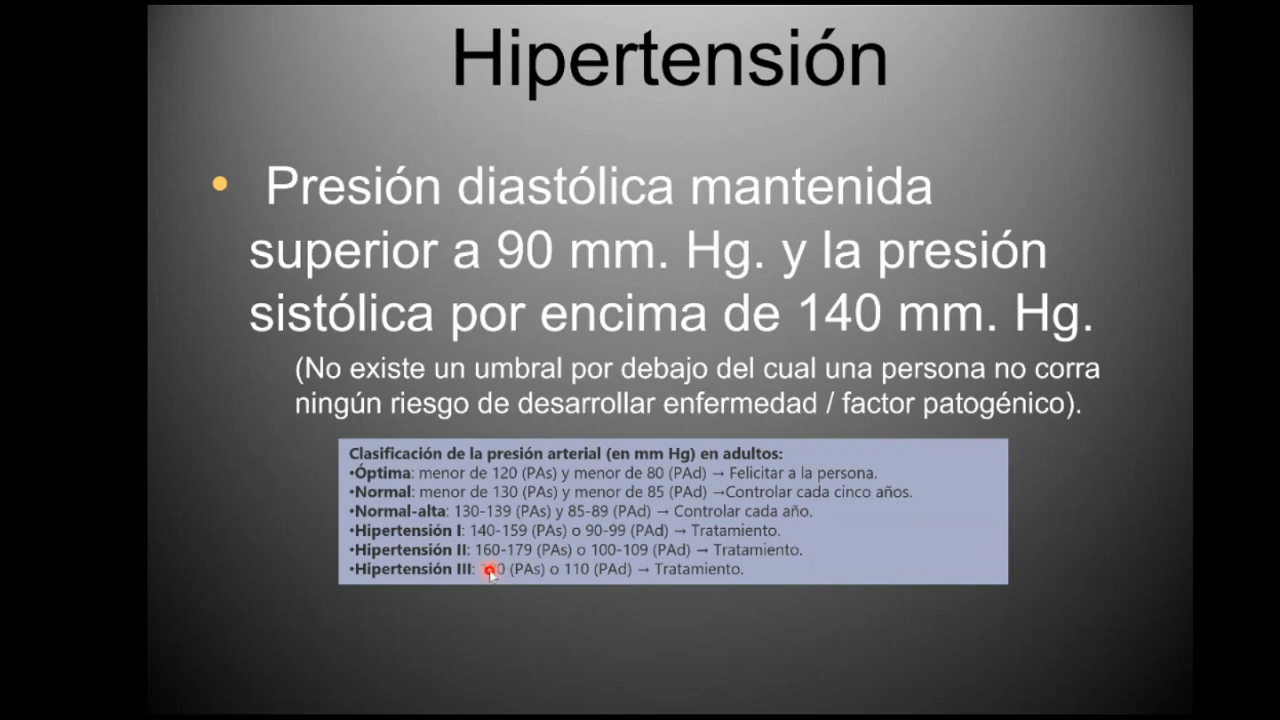 Hipertensión
• Presión diastólica mantenida
superior a 90 mm. Hg. y la presión
sistólica por encima de 140 mm. Hg.
(No existe un umbral por debajo del cual una persona no corra
ningún riesgo de desarrollar enfermedad / factor patogénico).
Clasificación de la presión arterial (en mm Hg) en adultos:
•Óptima: menor de 120 (PAs) y menor de 80 (PAd) → Felicitar a la persona.
•Normal: menor de 130 (PAs) y menor de 85 (PAd) →Controlar cada cinco años.
•Normal-alta: 130-139 (PAs) y 85-89 (PAd) → Controlar cada año.
•Hipertensión I: 140-159 (PAs) o 90-99 (PAd) → Tratamiento.
•Hipertensión II: 160-179 (PAs) o 100-109 (PAd) → Tratamiento.
•Hipertensión III: (PAs) o 110 (PAd) → Tratamiento.